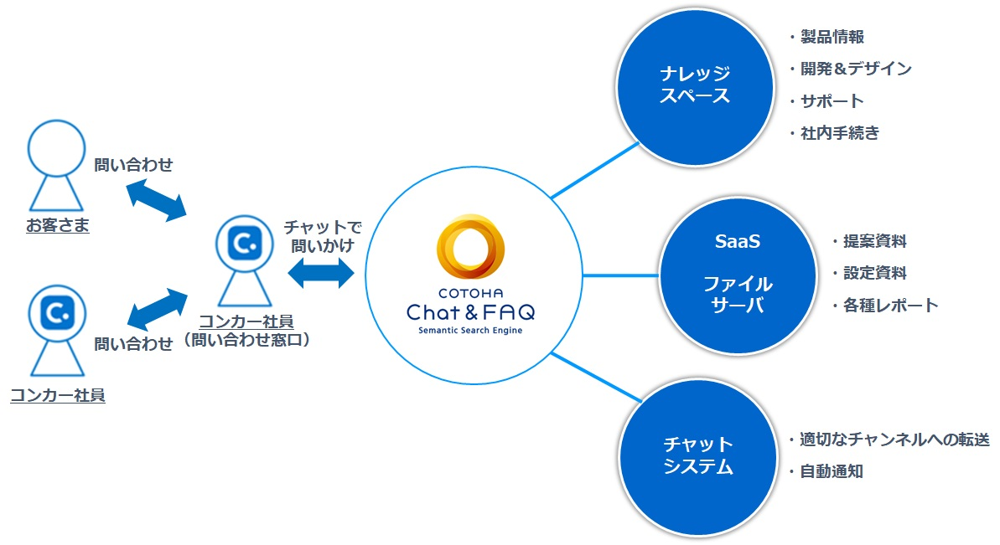 問い合わせ
お客さま
問い合わせ
コンカー社員
C.
コンカー社員
（問い合わせ窓口）
C.
チャットで
問いかけ
COTOHA
Chat & FAQ
Semantic Search Engine
ナレッジ
スペース
・製品情報
・開発＆デザイン
・サポート
・社内手続き
SaaS
ファイル
サーバ
・提案資料
・設定資料
・各種レポート
チャット
システム
・適切なチャンネルへの転送
・自動通知